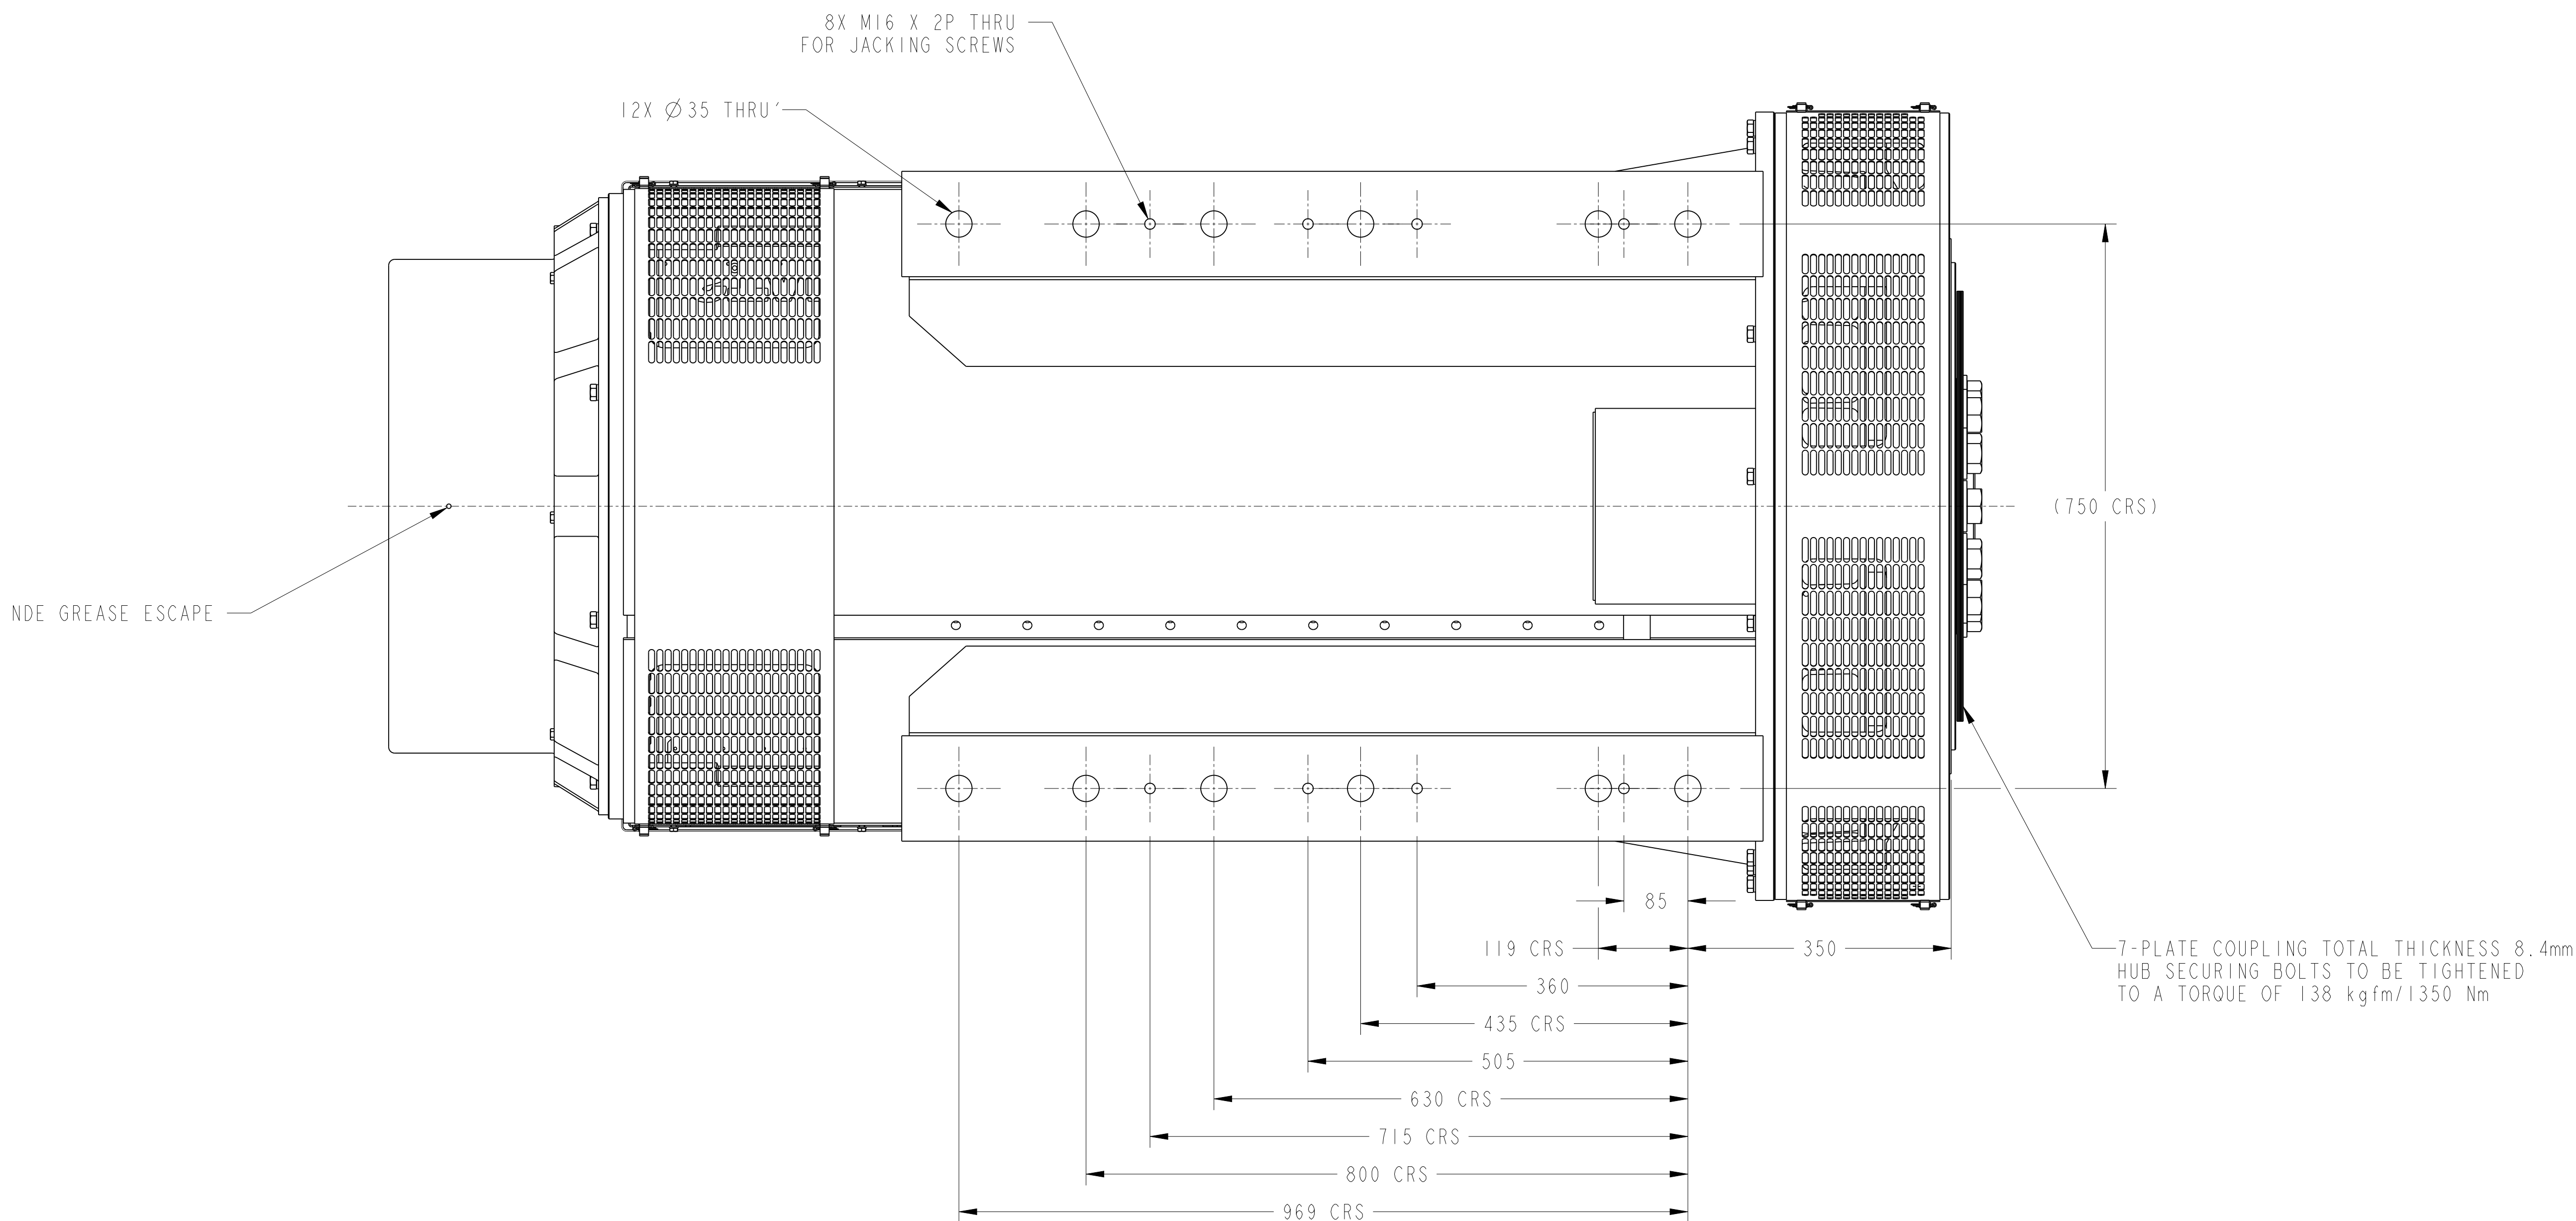 8X M16 X 2P THRU
FOR JACKING SCREWS
12X Ø35 THRU'
(750 CRS)
NDE GREASE ESCAPE
85
119 CRS
350
7-PLATE COUPLING TOTAL THICKNESS 8.4mm
HUB SECURING BOLTS TO BE TIGHTENED
TO A TORQUE OF 138 kgfm/1350 Nm
360
435 CRS
505
630 CRS
715 CRS
800 CRS
969 CRS